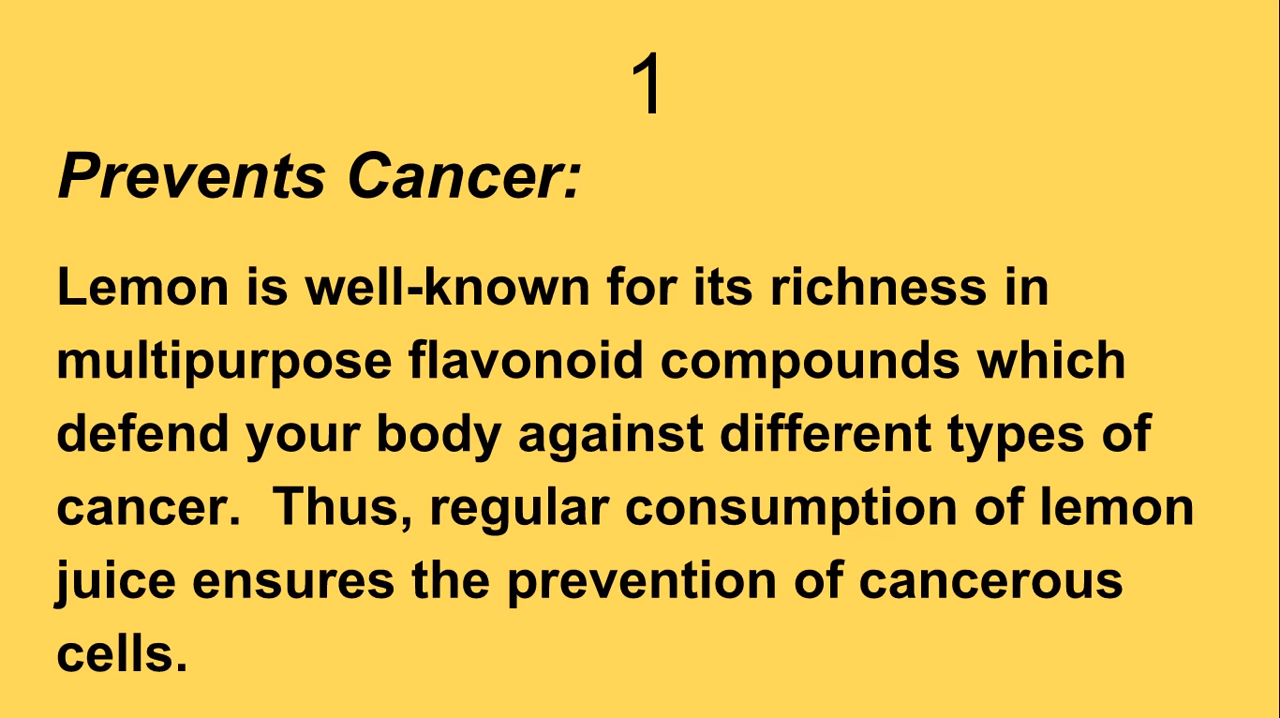 1
Prevents Cancer:
Lemon is well-known for its richness in
multipurpose flavonoid compounds which
defend your body against different types of
cancer.  Thus, regular consumption of lemon
juice ensures the prevention of cancerous
cells.